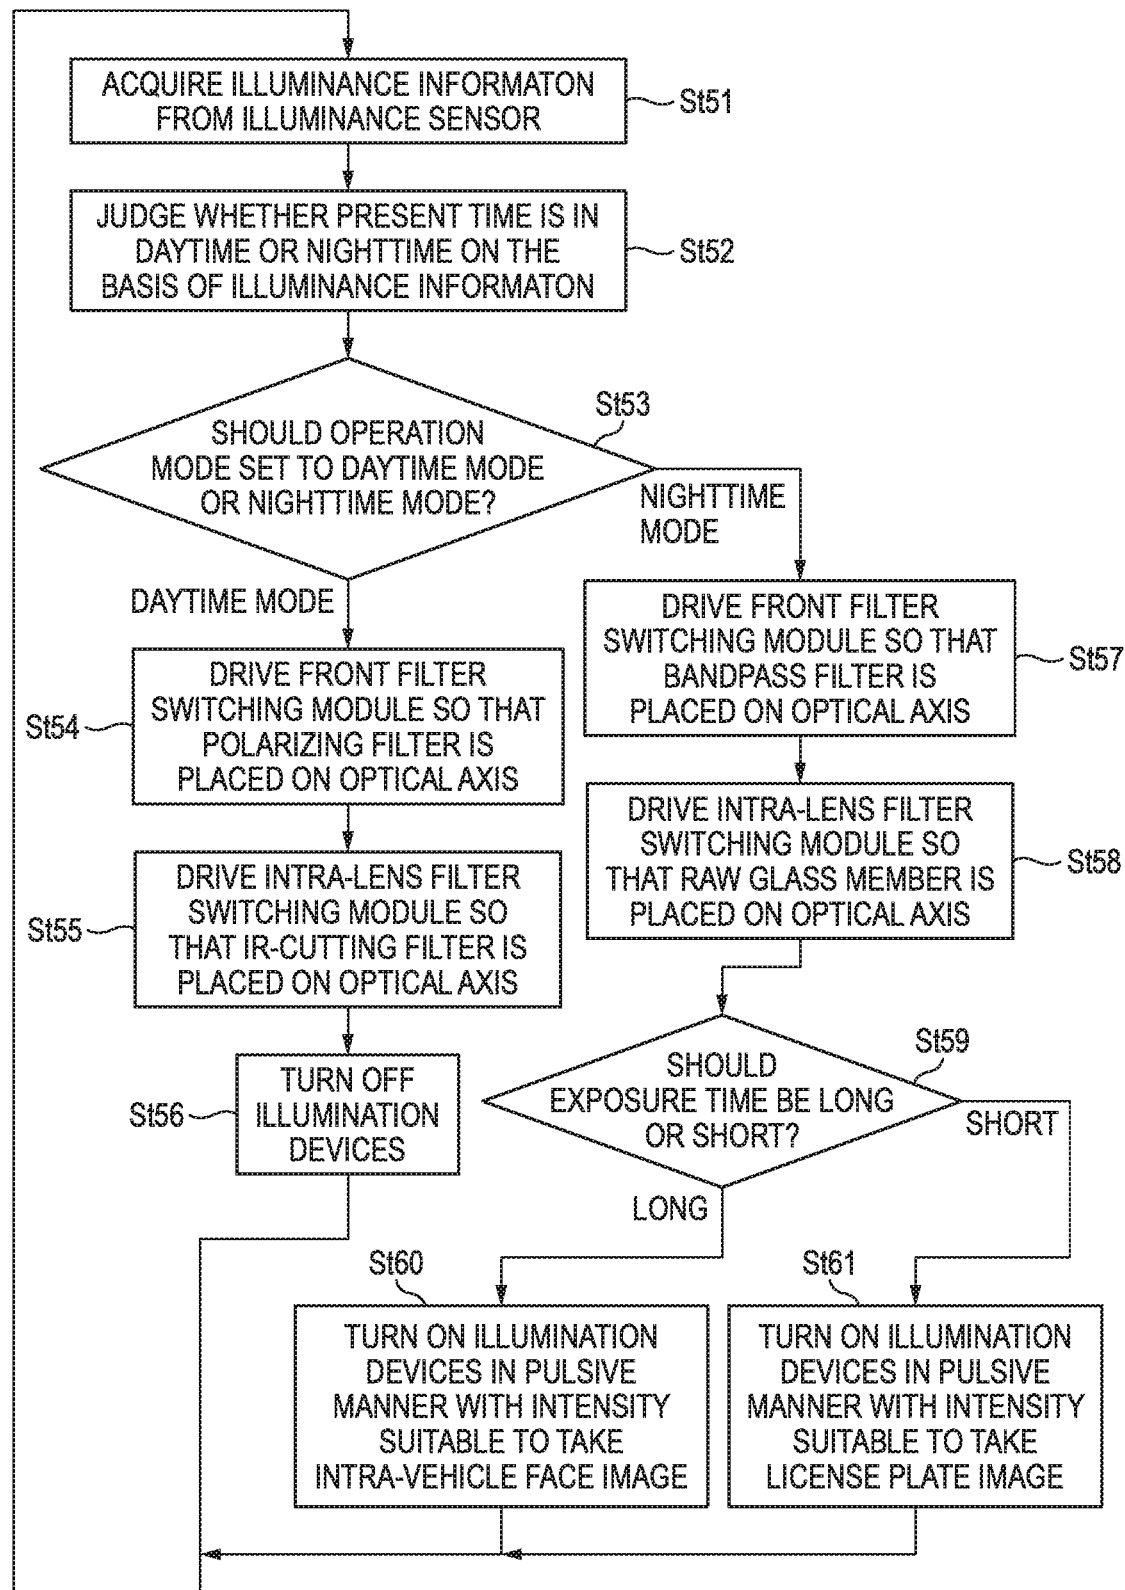 ACQUIRE ILLUMINANCE INFORMATON
FROM ILLUMINANCE SENSOR
St51
JUDGE WHETHER PRESENT TIME IS IN
DAYTIME OR NIGHTTIME ON THE
BASIS OF ILLUMINANCE INFORMATON
St52
St53
SHOULD OPERATION
MODE SET TO DAYTIME MODE
OR NIGHTTIME MODE?
NIGHTTIME
MODE
DAYTIME MODE
DRIVE FRONT FILTER
SWITCHING MODULE SO THAT
POLARIZING FILTER IS
PLACED ON OPTICAL AXIS
St54
DRIVE INTRA-LENS FILTER
SWITCHING MODULE SO
THAT IR-CUTTING FILTER IS
PLACED ON OPTICAL AXIS
St55
TURN OFF
ILLUMINATION
DEVICES
St56
DRIVE FRONT FILTER
SWITCHING MODULE SO THAT
BANDPASS FILTER IS
PLACED ON OPTICAL AXIS
St57
DRIVE INTRA-LENS FILTER
SWITCHING MODULE SO
THAT RAW GLASS MEMBER IS
PLACED ON OPTICAL AXIS
St58
St59
SHOULD
EXPOSURE TIME BE LONG
OR SHORT?
SHORT
LONG
St60
TURN ON ILLUMINATION
DEVICES IN PULSIVE
MANNER WITH INTENSITY
SUITABLE TO TAKE
INTRA-VEHICLE FACE IMAGE
St61
TURN ON ILLUMINATION
DEVICES IN PULSIVE
MANNER WITH INTENSITY
SUITABLE TO TAKE
LICENSE PLATE IMAGE